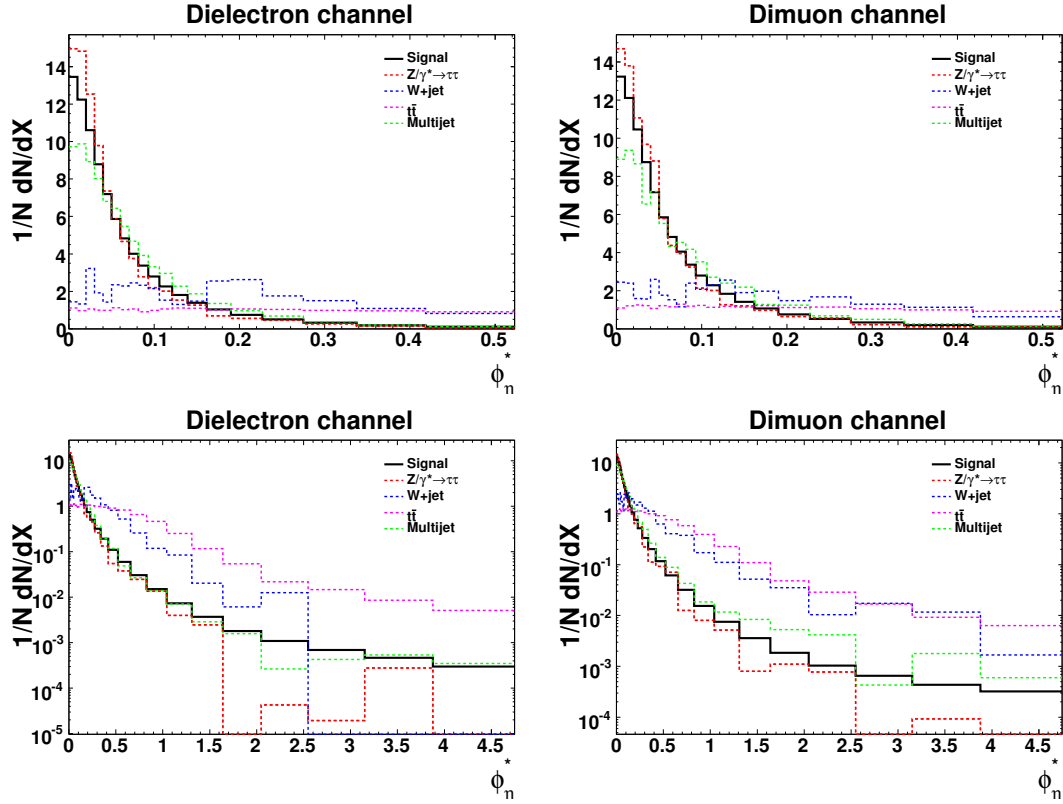 Dielectron channel
1/N dN/dX
14
12
10
8
6
4
2
0
0 0.1 0.2 0.3 0.4 0.5
ϕ*η
Signal
Z/γ*→ττ
W+jet
tt̄
Multijet
Dimuon channel
1/N dN/dX
14
12
10
8
6
4
2
0
0 0.1 0.2 0.3 0.4 0.5
ϕ*η
Signal
Z/γ*→ττ
W+jet
tt̄
Multijet
Dielectron channel
1/N dN/dX
10
1
10⁻¹
10⁻²
10⁻³
10⁻⁴
10⁻⁵
0 0.5 1 1.5 2 2.5 3 3.5 4 4.5
ϕ*η
Signal
Z/γ*→ττ
W+jet
tt̄
Multijet
Dimuon channel
1/N dN/dX
10
1
10⁻¹
10⁻²
10⁻³
10⁻⁴
0 0.5 1 1.5 2 2.5 3 3.5 4 4.5
ϕ*η
Signal
Z/γ*→ττ
W+jet
tt̄
Multijet